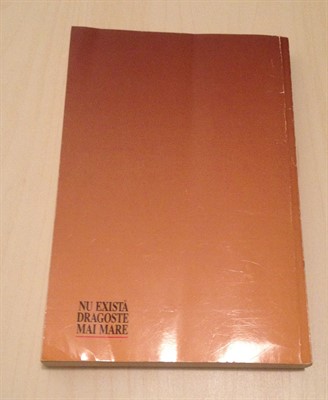 NU EXISTĂ
DRAGOSTE
MAI MARE